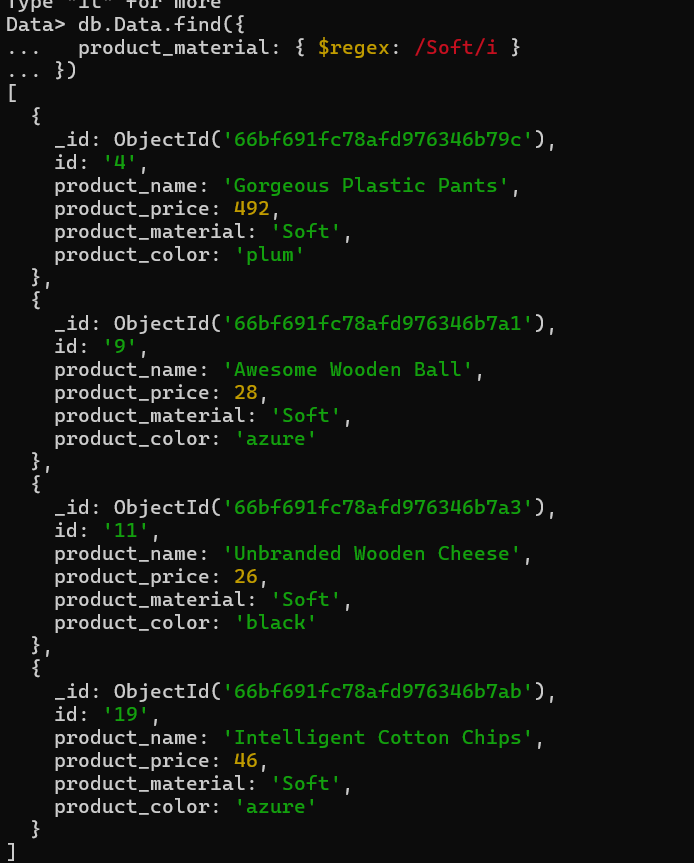 Type "it" for more
Data> db.Data.find({
...   product_material: { $regex: /Soft/i }
... })
[
  {
    _id: ObjectId('66bf691fc78afd976346b79c'),
    id: '4',
    product_name: 'Gorgeous Plastic Pants',
    product_price: 492,
    product_material: 'Soft',
    product_color: 'plum'
  },
  {
    _id: ObjectId('66bf691fc78afd976346b7a1'),
    id: '9',
    product_name: 'Awesome Wooden Ball',
    product_price: 28,
    product_material: 'Soft',
    product_color: 'azure'
  },
  {
    _id: ObjectId('66bf691fc78afd976346b7a3'),
    id: '11',
    product_name: 'Unbranded Wooden Cheese',
    product_price: 26,
    product_material: 'Soft',
    product_color: 'black'
  },
  {
    _id: ObjectId('66bf691fc78afd976346b7ab'),
    id: '19',
    product_name: 'Intelligent Cotton Chips',
    product_price: 46,
    product_material: 'Soft',
    product_color: 'azure'
  }
]